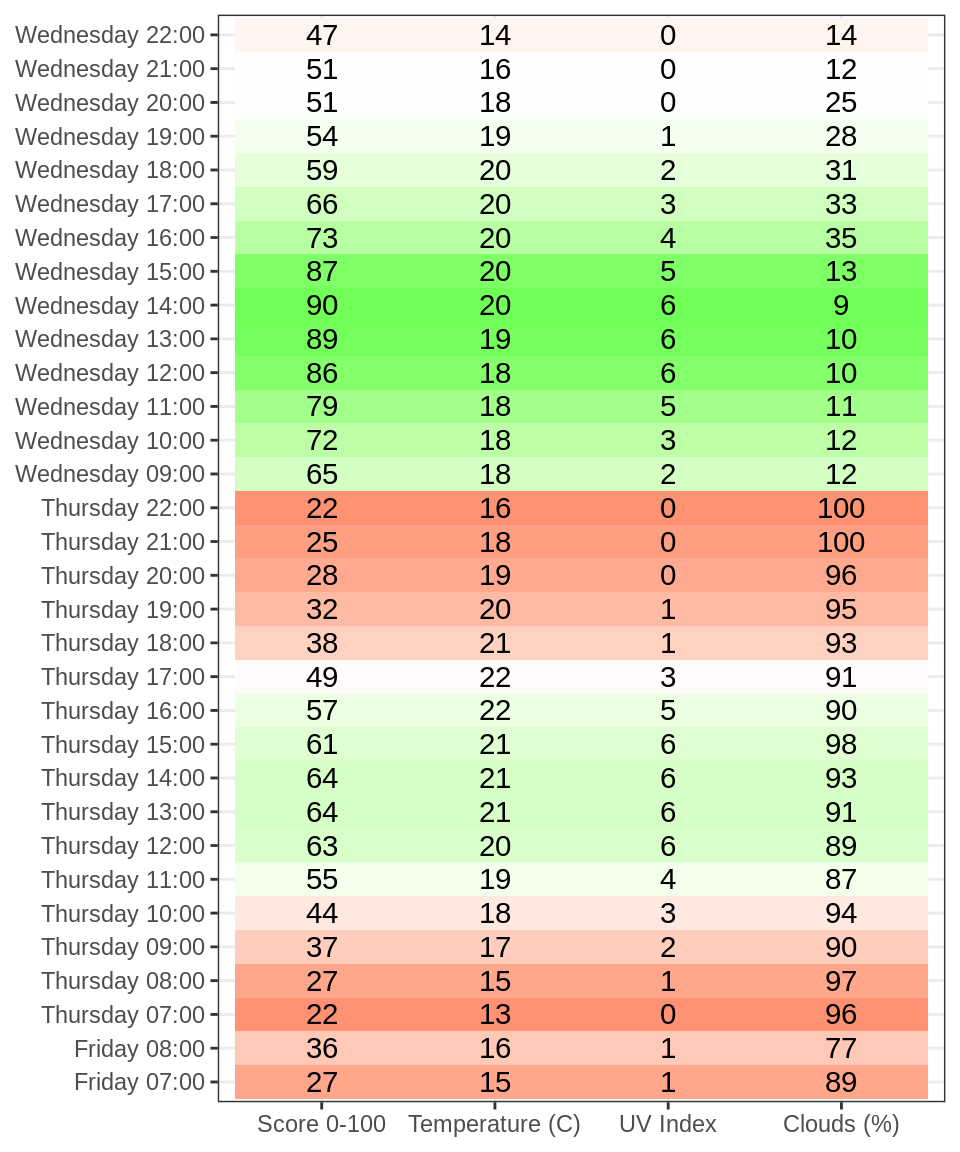 Wednesday 22:00 47 14 0 14
Wednesday 21:00 51 16 0 12
Wednesday 20:00 51 18 0 25
Wednesday 19:00 54 19 1 28
Wednesday 18:00 59 20 2 31
Wednesday 17:00 66 20 3 33
Wednesday 16:00 73 20 4 35
Wednesday 15:00 87 20 5 13
Wednesday 14:00 90 20 6 9
Wednesday 13:00 89 19 6 10
Wednesday 12:00 86 18 6 10
Wednesday 11:00 79 18 5 11
Wednesday 10:00 72 18 3 12
Wednesday 09:00 65 18 2 12
Thursday 22:00 22 16 0 100
Thursday 21:00 25 18 0 100
Thursday 20:00 28 19 0 96
Thursday 19:00 32 20 1 95
Thursday 18:00 38 21 1 93
Thursday 17:00 49 22 3 91
Thursday 16:00 57 22 5 90
Thursday 15:00 61 21 6 98
Thursday 14:00 64 21 6 93
Thursday 13:00 64 21 6 91
Thursday 12:00 63 20 6 89
Thursday 11:00 55 19 4 87
Thursday 10:00 44 18 3 94
Thursday 09:00 37 17 2 90
Thursday 08:00 27 15 1 97
Thursday 07:00 22 13 0 96
Friday 08:00 36 16 1 77
Friday 07:00 27 15 1 89
Score 0-100 Temperature (C) UV Index Clouds (%)